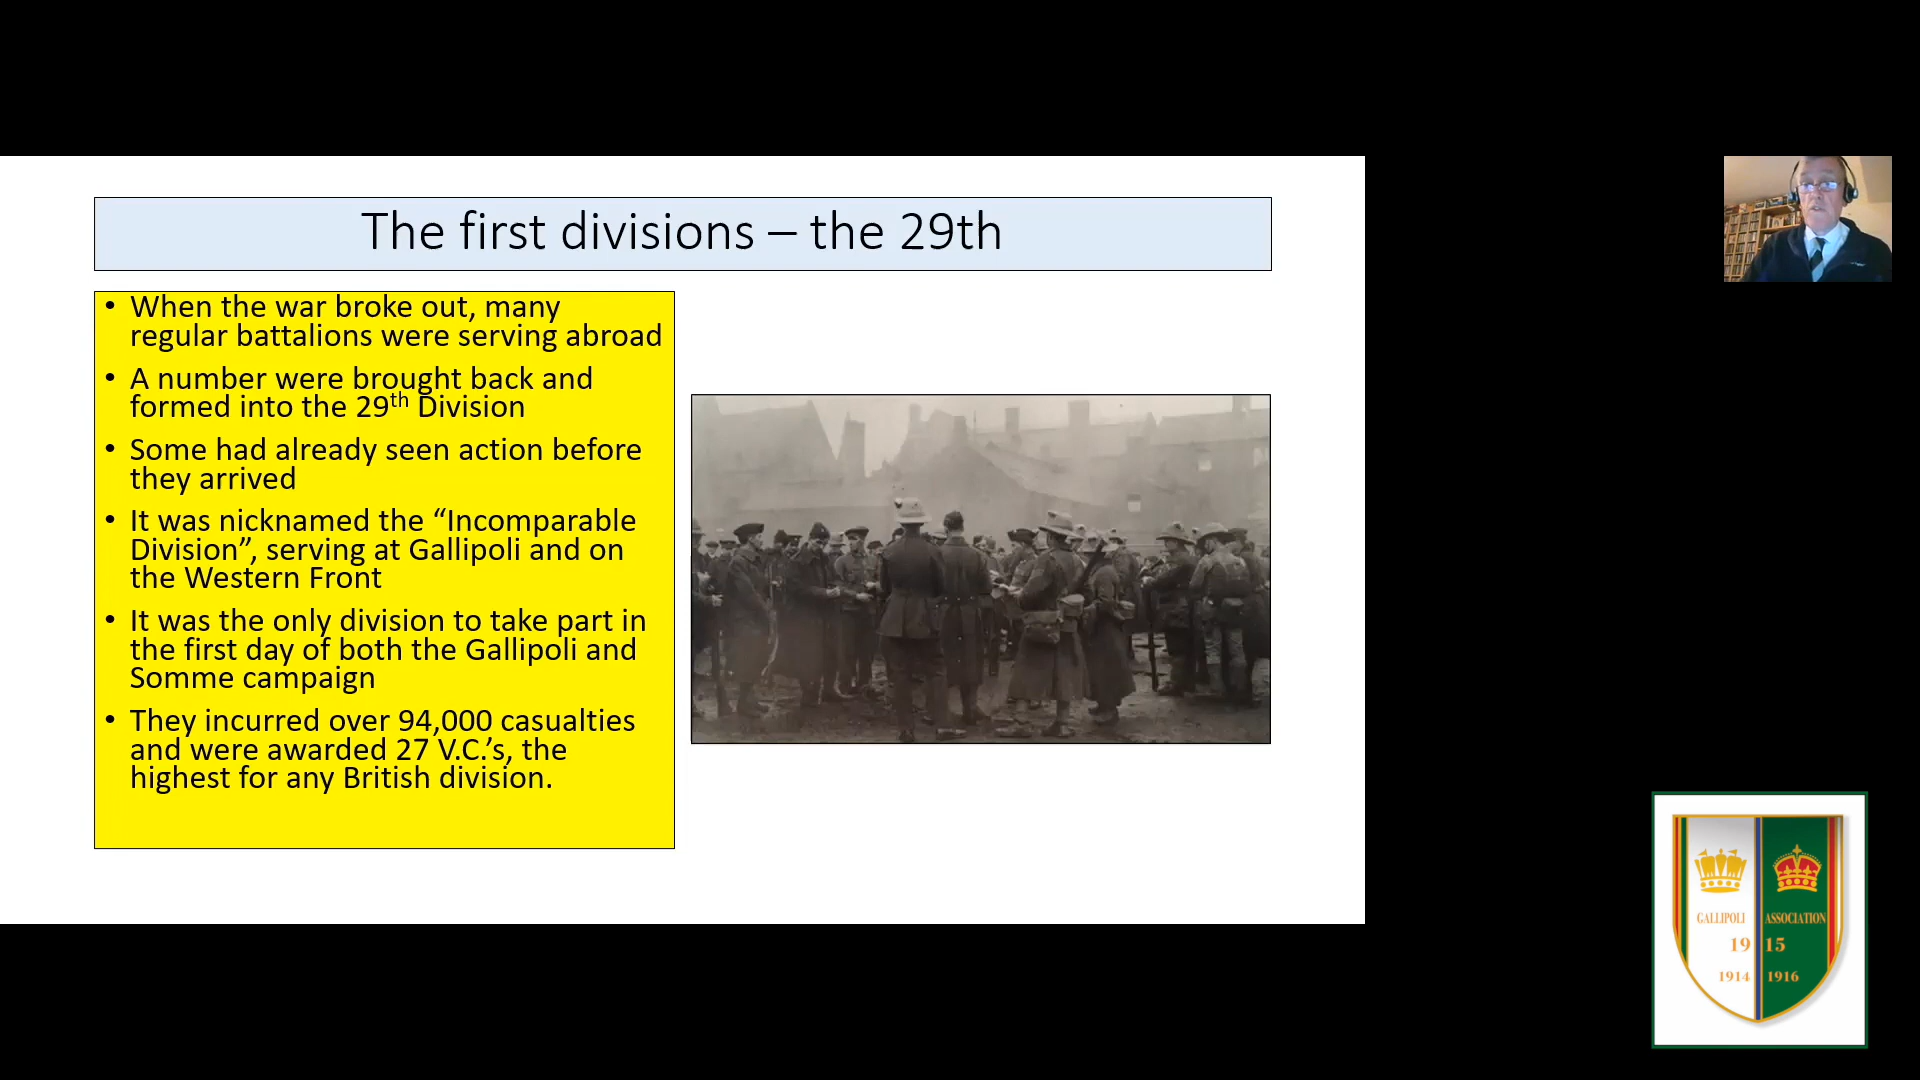 The first divisions – the 29th
• When the war broke out, many
regular battalions were serving abroad
• A number were brought back and
formed into the 29th Division
• Some had already seen action before
they arrived
• It was nicknamed the “Incomparable
Division”, serving at Gallipoli and on
the Western Front
• It was the only division to take part in
the first day of both the Gallipoli and
Somme campaign
• They incurred over 94,000 casualties
and were awarded 27 V.C.’s, the
highest for any British division.
GALLIPOLI ASSOCIATION
19 15
1914 1916